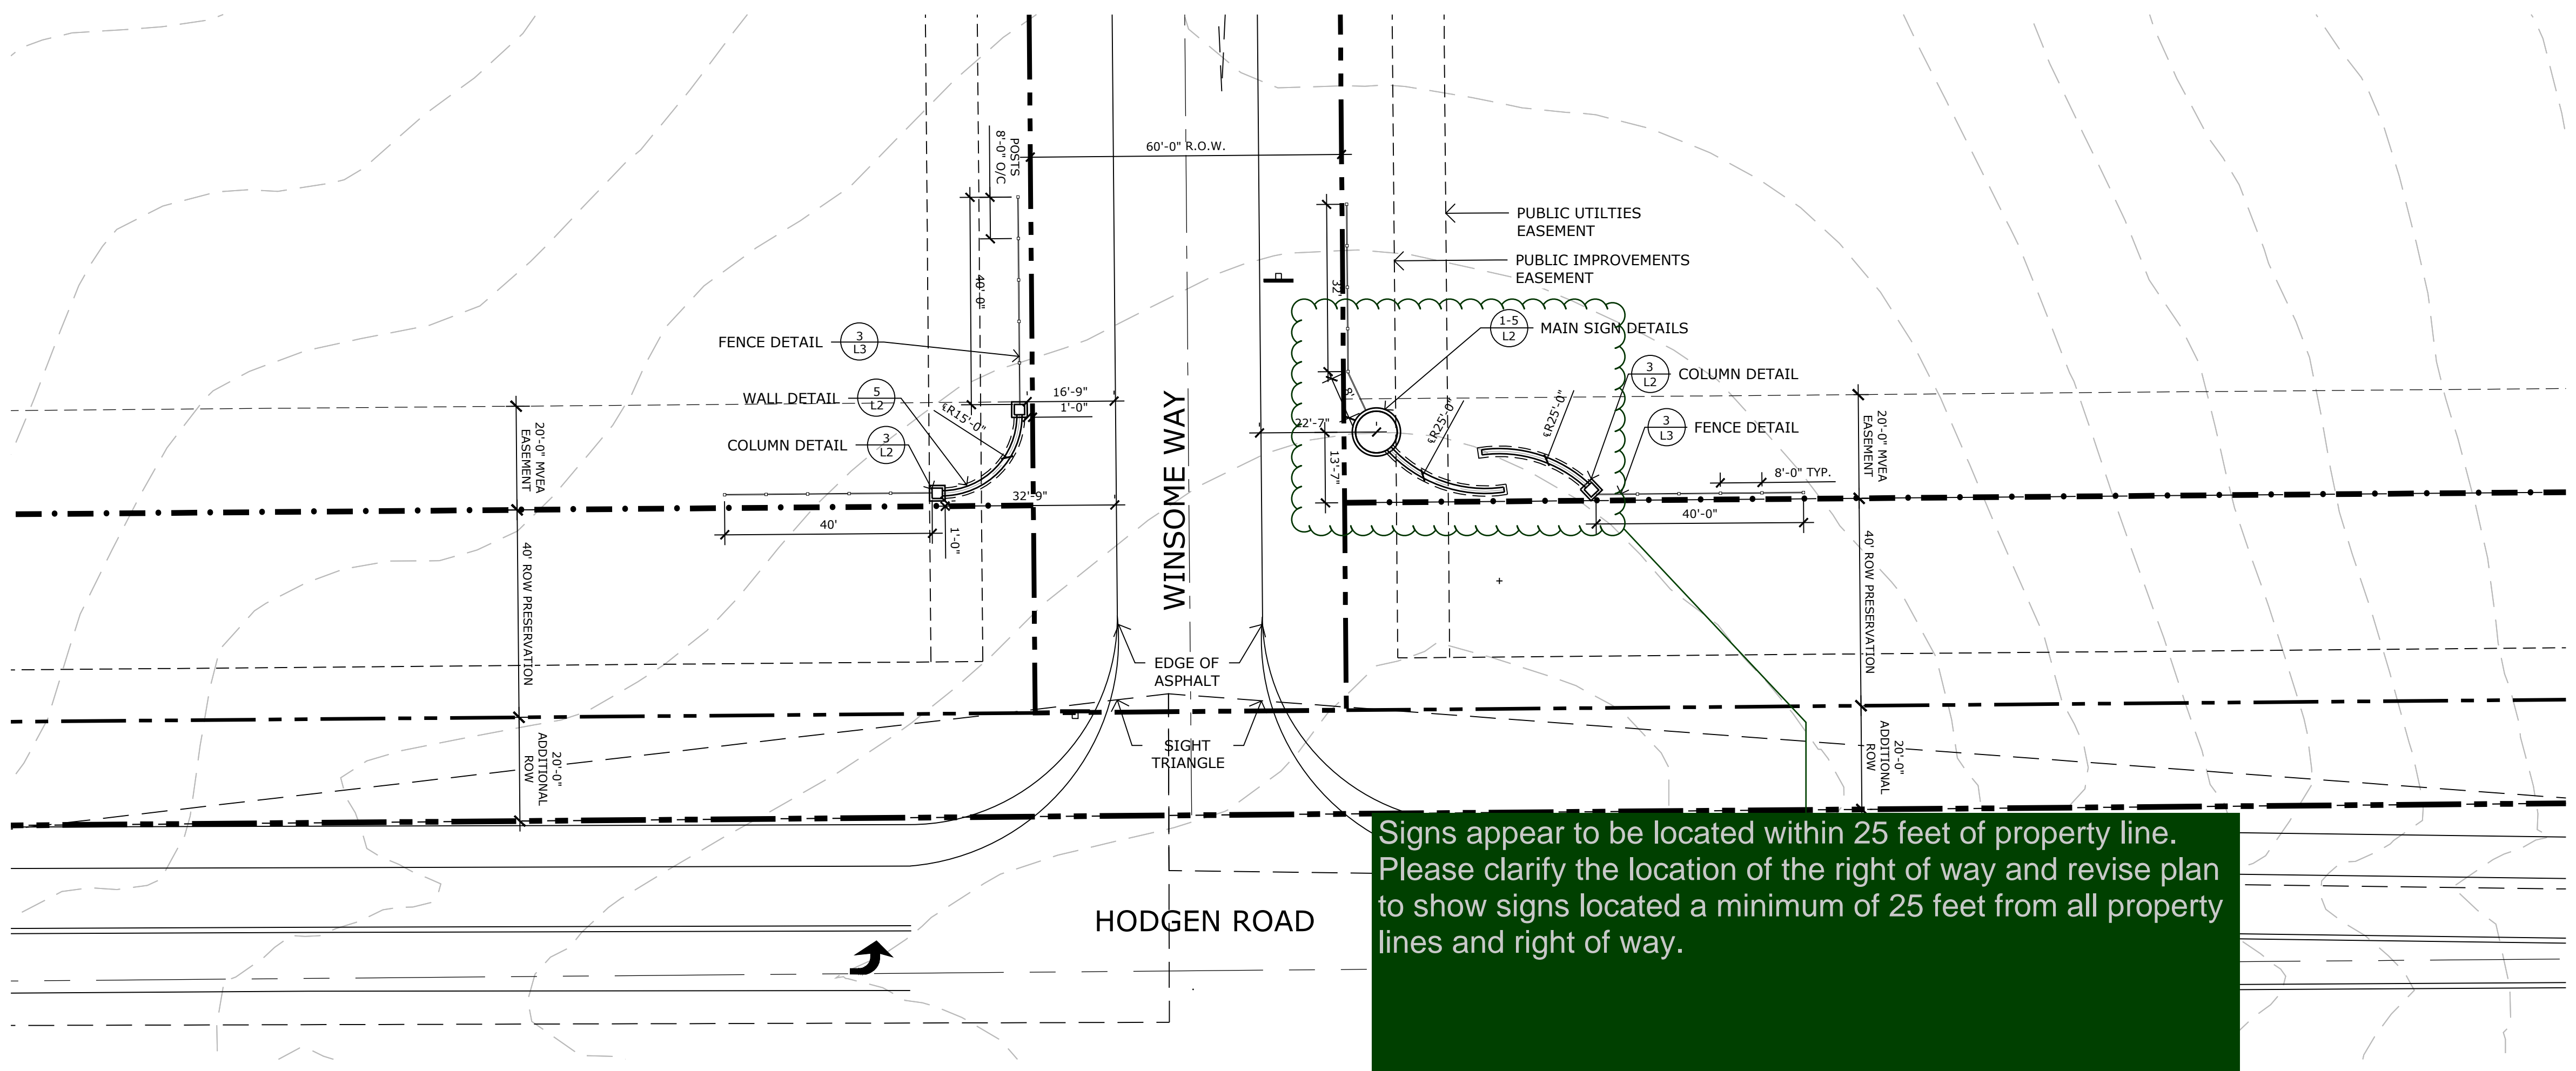 POSTS
8'-0" O/C
60'-0" R.O.W.
40'-0"
32'
PUBLIC UTILTIES
EASEMENT
PUBLIC IMPROVEMENTS
EASEMENT
FENCE DETAIL
3
L3
1-5
L2
MAIN SIGN DETAILS
WALL DETAIL
5
L2
℄R15'-0"
16'-9"
1'-0"
8'
3
L2
COLUMN DETAIL
COLUMN DETAIL
3
L2
22'-7"
13'-7"
℄R25'-0"
℄R25'-0"
3
L3
FENCE DETAIL
20'-0" MVEA
EASEMENT
WINSOME WAY
8'-0" TYP.
20'-0" MVEA
EASEMENT
32'-9"
40'
1'-0"
40'-0"
40' ROW PRESERVATION
40' ROW PRESERVATION
EDGE OF
ASPHALT
SIGHT
TRIANGLE
20'-0"
ADDITIONAL
ROW
20'-0"
ADDITIONAL
ROW
HODGEN ROAD
Signs appear to be located within 25 feet of property line.
Please clarify the location of the right of way and revise plan
to show signs located a minimum of 25 feet from all property
lines and right of way.